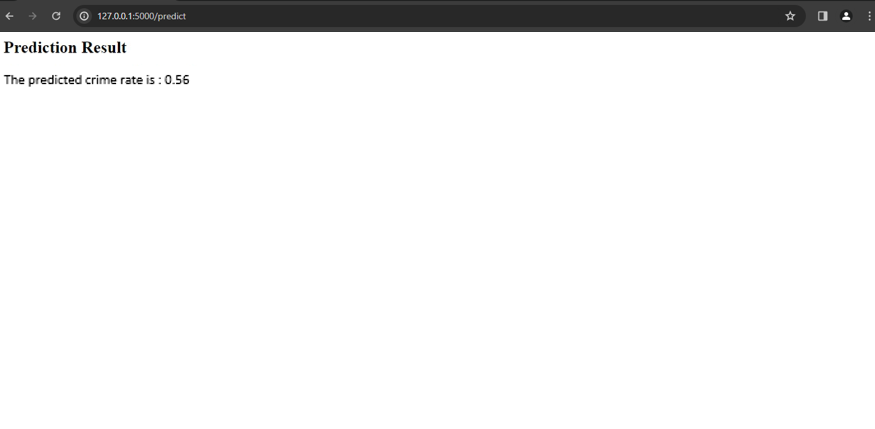 127.0.0.1:5000/predict
Prediction Result
The predicted crime rate is : 0.56